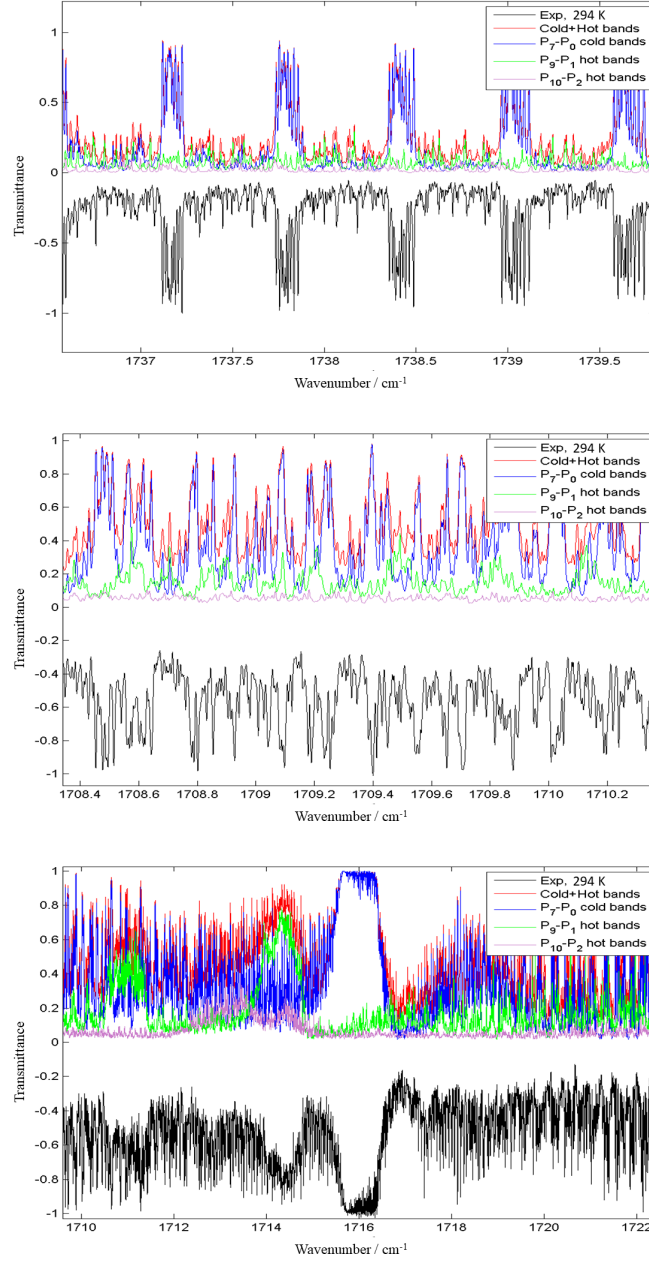 Exp, 294 K
Cold+Hot bands
P7-P0 cold bands
P9-P1 hot bands
P10-P2 hot bands
1
0.5
0
-0.5
-1
Transmittance
1737
1737.5
1738
1738.5
1739
1739.5
Wavenumber / cm-1
Exp, 294 K
Cold+Hot bands
P7-P0 cold bands
P9-P1 hot bands
P10-P2 hot bands
1
0.8
0.6
0.4
0.2
0
-0.2
-0.4
-0.6
-0.8
-1
Transmittance
1708.4
1708.6
1708.8
1709
1709.2
1709.4
1709.6
1709.8
1710
1710.2
Wavenumber / cm-1
Exp, 294 K
Cold+Hot bands
P7-P0 cold bands
P9-P1 hot bands
P10-P2 hot bands
1
0.8
0.6
0.4
0.2
0
-0.2
-0.4
-0.6
-0.8
-1
Transmittance
1710
1712
1714
1716
1718
1720
1722
Wavenumber / cm-1